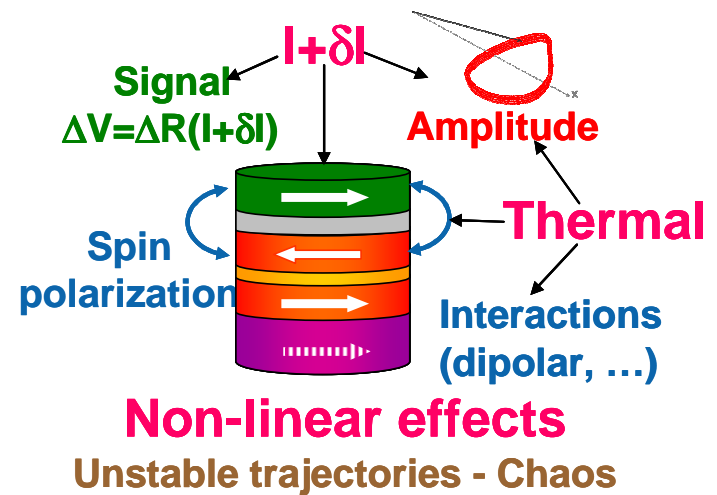 I+δI
Signal
ΔV=ΔR(I+δI)
x
Amplitude
Thermal
Spin
polarization
Interactions
(dipolar, ...)
Non-linear effects
Unstable trajectories - Chaos